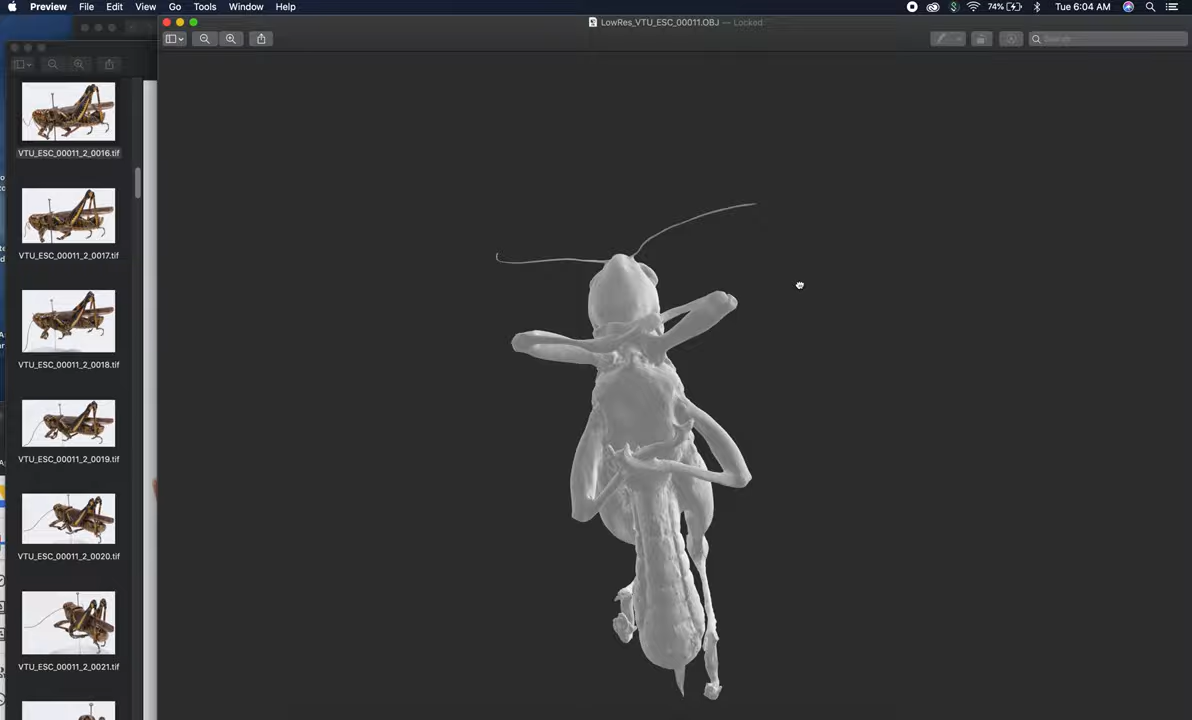 Preview File Edit View Go Tools Window Help
74% Tue 6:04 AM
LowRes_VTU_ESC_00011.OBJ — Locked
Search
VTU_ESC_00011_2_0016.tif
VTU_ESC_00011_2_0017.tif
VTU_ESC_00011_2_0018.tif
VTU_ESC_00011_2_0019.tif
VTU_ESC_00011_2_0020.tif
VTU_ESC_00011_2_0021.tif